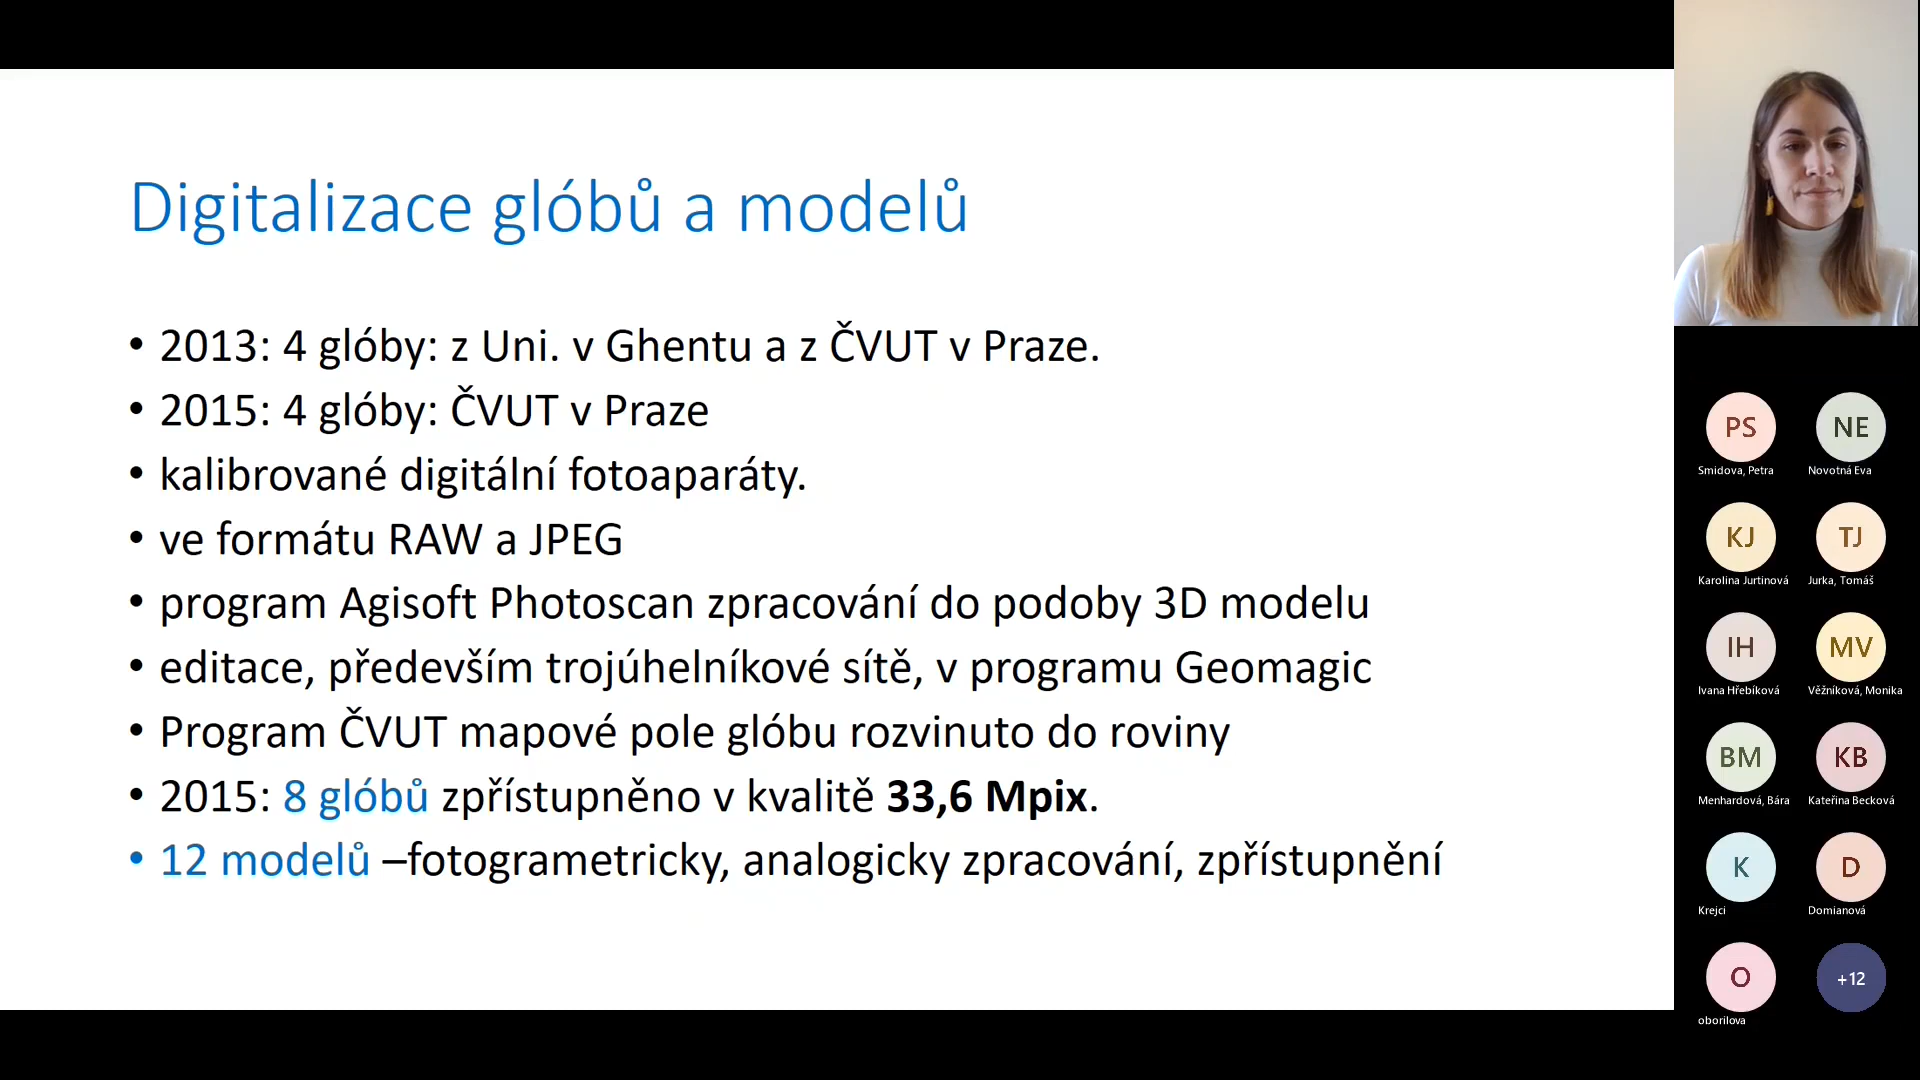 Digitalizace glóbů a modelů
• 2013: 4 glóby: z Uni. v Ghentu a z ČVUT v Praze.
• 2015: 4 glóby: ČVUT v Praze
• kalibrované digitální fotoaparáty.
• ve formátu RAW a JPEG
• program Agisoft Photoscan zpracování do podoby 3D modelu
• editace, především trojúhelníkové sítě, v programu Geomagic
• Program ČVUT mapové pole glóbu rozvinuto do roviny
• 2015: 8 glóbů zpřístupněno v kvalitě 33,6 Mpix.
• 12 modelů –fotogrametricky, analogicky zpracování, zpřístupnění
PS
Smidova, Petra
NE
Novotná Eva
KJ
Karolina Jurtinová
TJ
Jurka, Tomáš
IH
Ivana Hřebíková
MV
Věžníková, Monika
BM
Menhardová, Bára
KB
Kateřina Becková
K
Krejci
D
Domianová
O
oborilova
+12